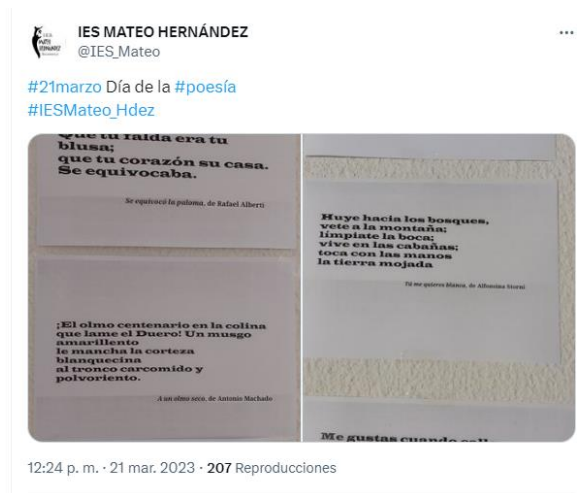 IES MATEO HERNÁNDEZ
@IES_Mateo
#21marzo Día de la #poesía
#IESMateo_Hdez
Que tu falda era tu
blusa;
que tu corazón su casa.
Se equivocaba.
Se equivocó la paloma, de Rafael Alberti
¡El olmo centenario en la colina
que lame el Duero! Un musgo
amarillento
le mancha la corteza
blanquecina
al tronco carcomido y
polvoriento.
A un olmo seco, de Antonio Machado
Huye hacia los bosques,
vete a la montaña;
límpiate la boca;
vive en las cabañas;
toca con las manos
la tierra mojada
Tú me quieres blanca, de Alfonsina Storni
Me gustas cuando
12:24 p. m. · 21 mar. 2023 · 207 Reproducciones